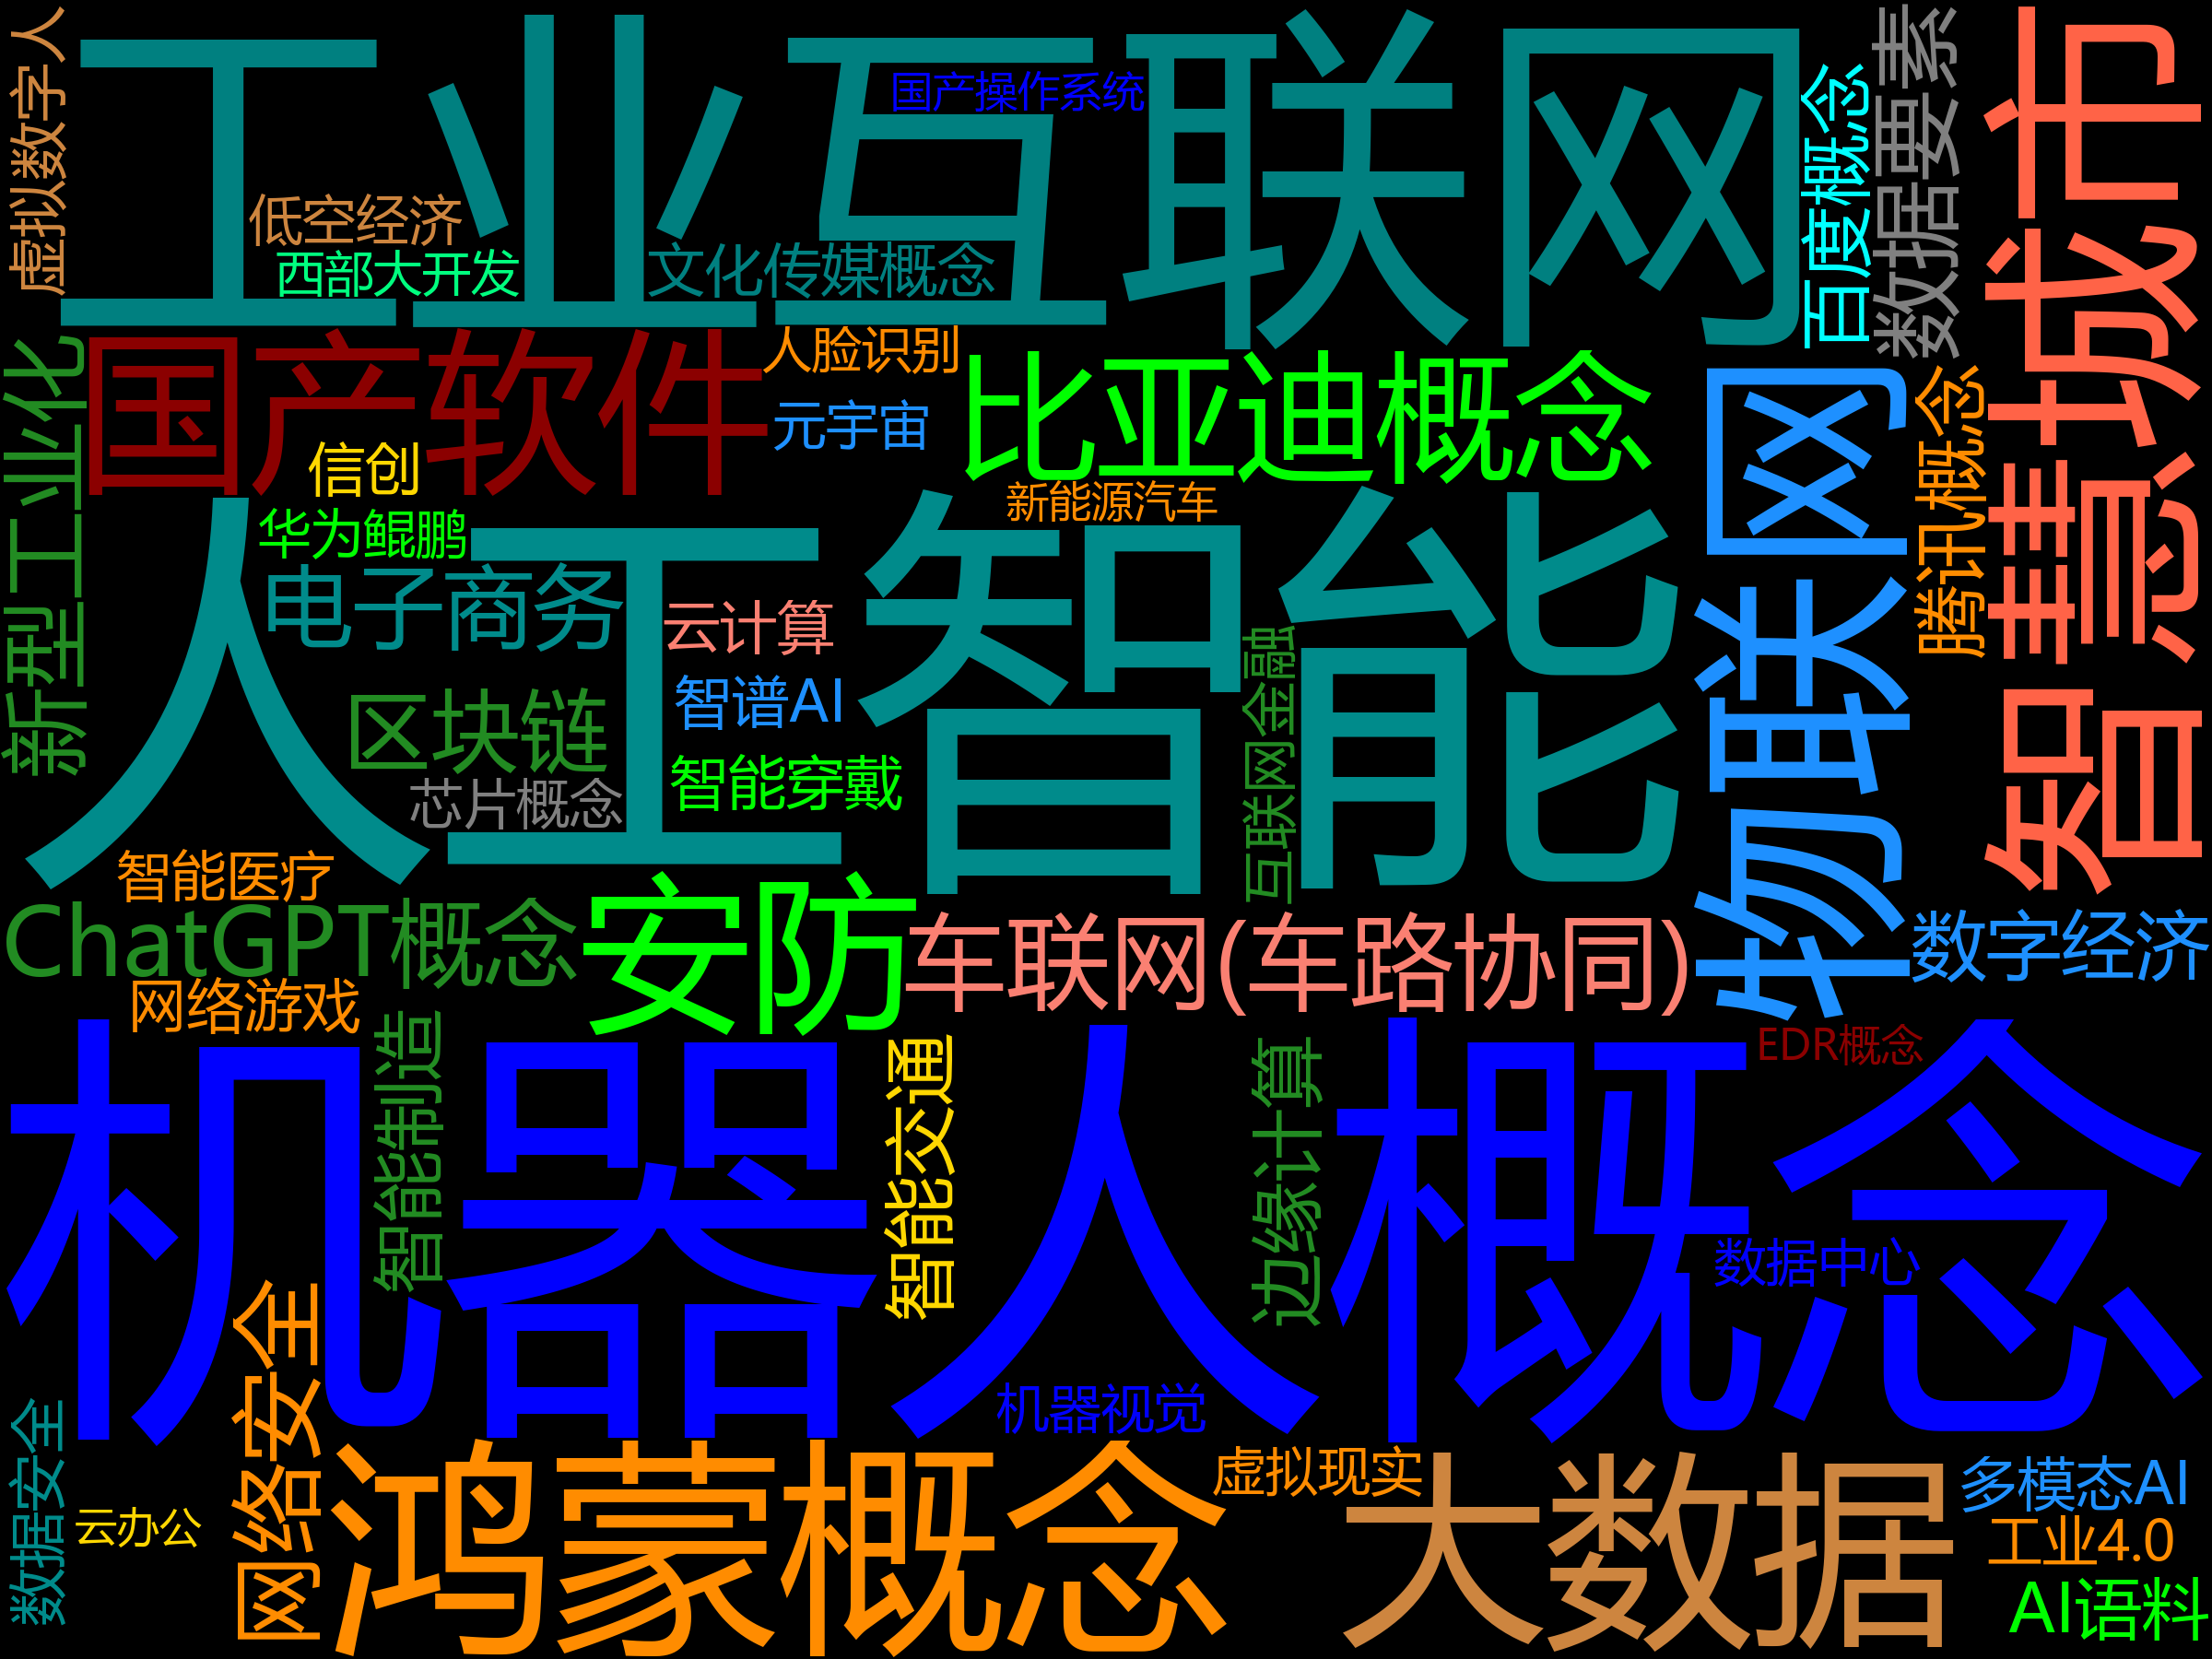 虚拟数字人
工业互联网
国产操作系统
百度概念
数据要素
智慧城市
低空经济
西部大开发
文化传媒概念
新型工业化
国产软件
人脸识别
元宇宙
比亚迪概念
物联网
腾讯概念
信创
华为鲲鹏
新能源汽车
人工智能
电子商务
云计算
智谱AI
互联网金融
区块链
智能穿戴
芯片概念
智能医疗
ChatGPT概念
安防
车联网(车路协同)
数字经济
网络游戏
智能制造
智能交通
边缘计算
EDR概念
机器人概念
数据中心
网络安全
机器视觉
数据安全
云办公
鸿蒙概念
虚拟现实
大数据
多模态AI
工业4.0
AI语料